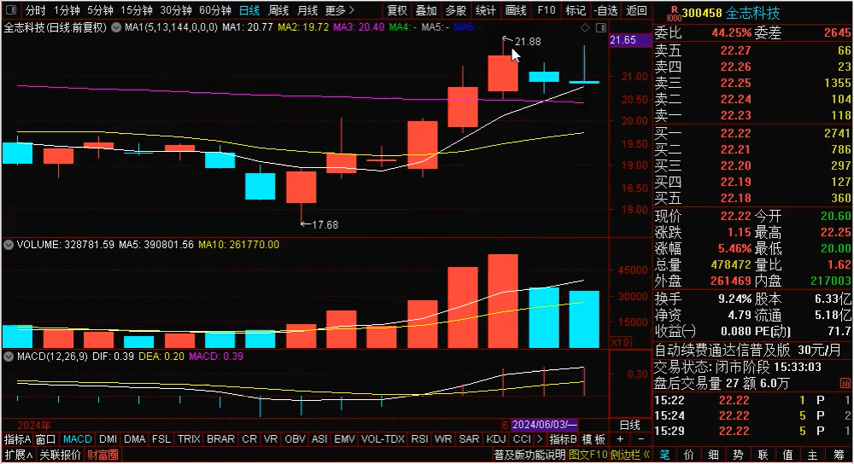 分时 1分钟 5分钟 15分钟 30分钟 60分钟 日线 周线 月线 更多> 复权 叠加 多股 统计 画线 F10 标记 -自选 返回
R 1000 300458 全志科技
全志科技(日线.前复权) MA1(5,13,144,0,0,0) MA1: 20.77 MA2: 19.72 MA3: 20.40 MA4: - MA5: - MA6: -
委比 44.25% 委差 2645
21.88
21.65
卖五 22.27 66
卖四 22.26 23
卖三 22.25 1355
卖二 22.24 104
卖一 22.23 115
21.00
20.50
20.00
19.50
19.00
18.50
18.00
17.68
买一 22.22 2741
买二 22.21 786
买三 22.20 297
买四 22.19 127
买五 22.18 360
现价 22.22 今开 20.60
涨跌 1.15 最高 22.25
涨幅 5.46% 最低 20.00
总量 478472 量比 1.62
外盘 261469 内盘 217003
换手 9.24% 股本 6.33亿
净资 4.79 流通 5.18亿
收益㈠ 0.080 PE(动) 71.7
VOLUME: 328781.59 MA5: 390801.56 MA10: 261770.00
45000
30000
15000
X10
自动续费通达信普及版 30元/月
交易状态: 闭市阶段 15:33:03
盘后交易量 27 额 6.0万
15:22 22.22 1 P 1
15:24 22.22 5 P 2
15:29 22.22 5 P 1
MACD(12,26,9) DIF: 0.39 DEA: 0.20 MACD: 0.39
0.30
2024年 6 2024/06/03/一 日线
指标A 窗口 MACD DMI DMA FSL TRIX BRAR CR VR OBV ASI EMV VOL-TDX RSI WR SAR KDJ CCI > 指标B 模板 + -
扩展∧ 关联报价 财富圈 普及版功能说明 图文F10 侧边栏<
笔 价 细 势 联 值 主 筹